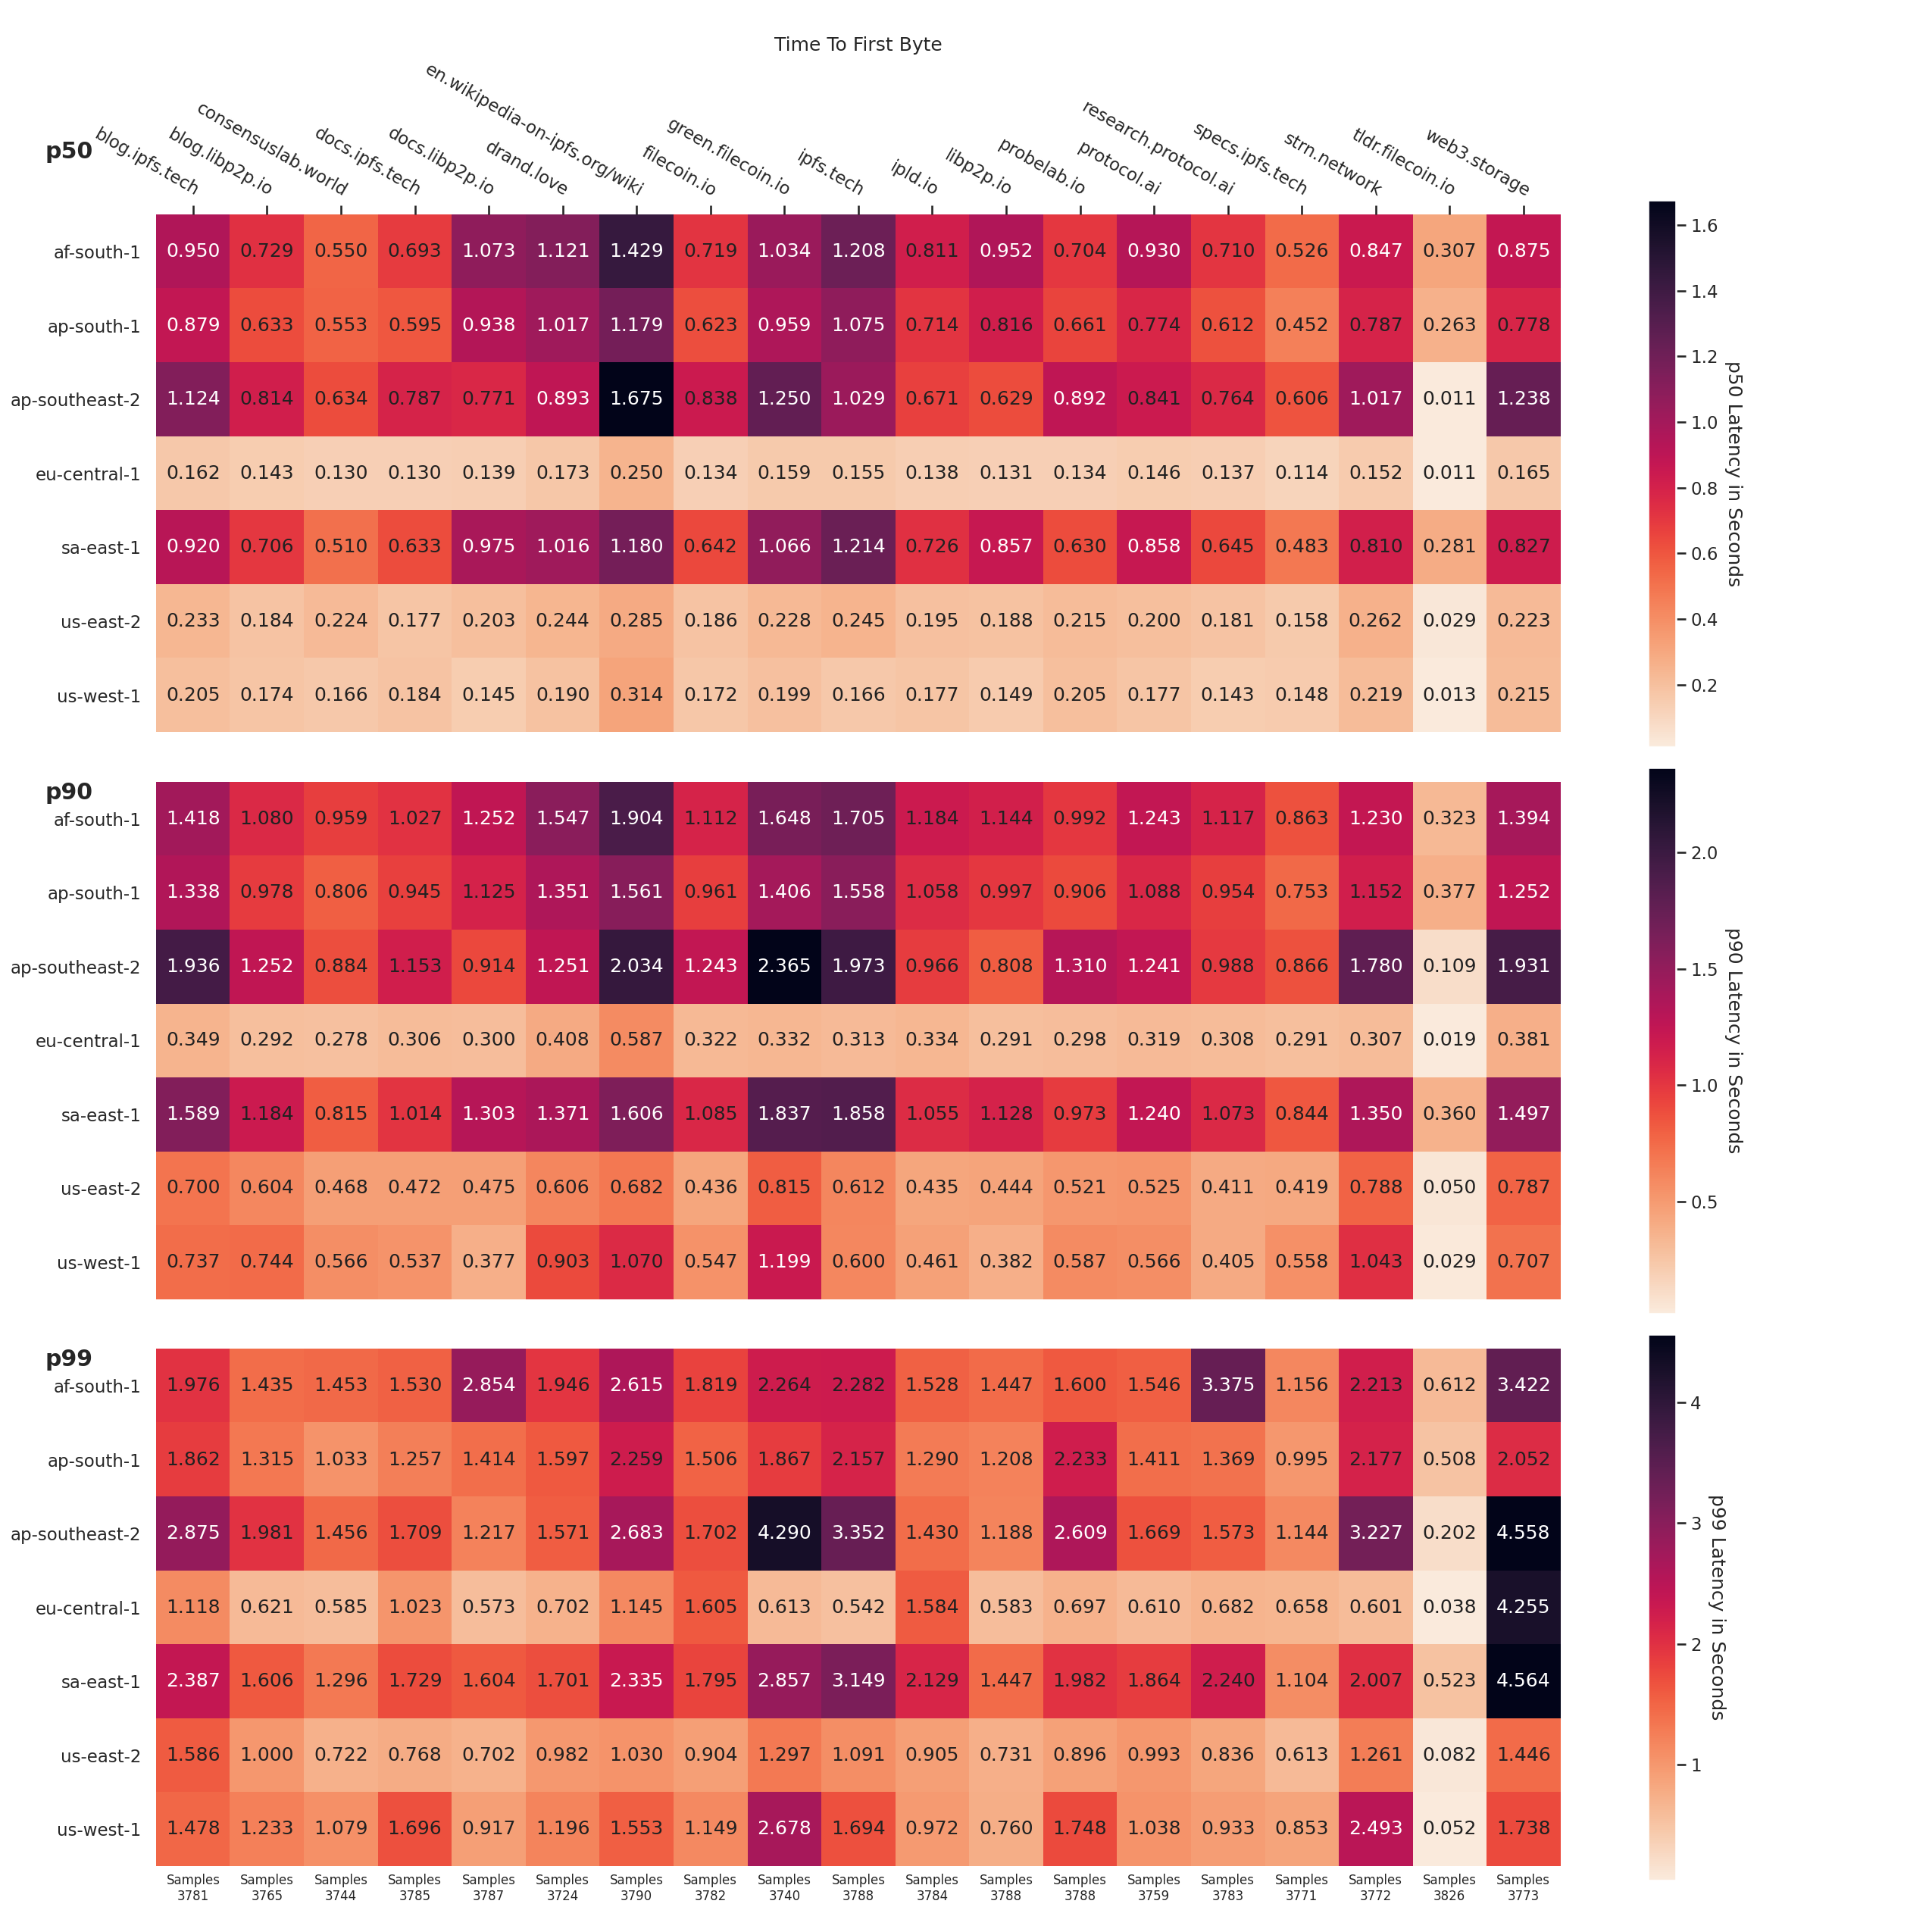 Time To First Byte
p50
blog.ipfs.tech
blog.libp2p.io
consensuslab.world
docs.ipfs.tech
docs.libp2p.io
drand.love
en.wikipedia-on-ipfs.org/wiki
filecoin.io
green.filecoin.io
ipfs.tech
ipld.io
libp2p.io
probelab.io
protocol.ai
research.protocol.ai
specs.ipfs.tech
strn.network
tldr.filecoin.io
web3.storage
af-south-1 0.950 0.729 0.550 0.693 1.073 1.121 1.429 0.719 1.034 1.208 0.811 0.952 0.704 0.930 0.710 0.526 0.847 0.307 0.875
ap-south-1 0.879 0.633 0.553 0.595 0.938 1.017 1.179 0.623 0.959 1.075 0.714 0.816 0.661 0.774 0.612 0.452 0.787 0.263 0.778
ap-southeast-2 1.124 0.814 0.634 0.787 0.771 0.893 1.675 0.838 1.250 1.029 0.671 0.629 0.892 0.841 0.764 0.606 1.017 0.011 1.238
eu-central-1 0.162 0.143 0.130 0.130 0.139 0.173 0.250 0.134 0.159 0.155 0.138 0.131 0.134 0.146 0.137 0.114 0.152 0.011 0.165
sa-east-1 0.920 0.706 0.510 0.633 0.975 1.016 1.180 0.642 1.066 1.214 0.726 0.857 0.630 0.858 0.645 0.483 0.810 0.281 0.827
us-east-2 0.233 0.184 0.224 0.177 0.203 0.244 0.285 0.186 0.228 0.245 0.195 0.188 0.215 0.200 0.181 0.158 0.262 0.029 0.223
us-west-1 0.205 0.174 0.166 0.184 0.145 0.190 0.314 0.172 0.199 0.166 0.177 0.149 0.205 0.177 0.143 0.148 0.219 0.013 0.215
1.6
1.4
1.2
1.0
0.8
0.6
0.4
0.2
p50 Latency in Seconds
p90
af-south-1 1.418 1.080 0.959 1.027 1.252 1.547 1.904 1.112 1.648 1.705 1.184 1.144 0.992 1.243 1.117 0.863 1.230 0.323 1.394
ap-south-1 1.338 0.978 0.806 0.945 1.125 1.351 1.561 0.961 1.406 1.558 1.058 0.997 0.906 1.088 0.954 0.753 1.152 0.377 1.252
ap-southeast-2 1.936 1.252 0.884 1.153 0.914 1.251 2.034 1.243 2.365 1.973 0.966 0.808 1.310 1.241 0.988 0.866 1.780 0.109 1.931
eu-central-1 0.349 0.292 0.278 0.306 0.300 0.408 0.587 0.322 0.332 0.313 0.334 0.291 0.298 0.319 0.308 0.291 0.307 0.019 0.381
sa-east-1 1.589 1.184 0.815 1.014 1.303 1.371 1.606 1.085 1.837 1.858 1.055 1.128 0.973 1.240 1.073 0.844 1.350 0.360 1.497
us-east-2 0.700 0.604 0.468 0.472 0.475 0.606 0.682 0.436 0.815 0.612 0.435 0.444 0.521 0.525 0.411 0.419 0.788 0.050 0.787
us-west-1 0.737 0.744 0.566 0.537 0.377 0.903 1.070 0.547 1.199 0.600 0.461 0.382 0.587 0.566 0.405 0.558 1.043 0.029 0.707
2.0
1.5
1.0
0.5
p90 Latency in Seconds
p99
af-south-1 1.976 1.435 1.453 1.530 2.854 1.946 2.615 1.819 2.264 2.282 1.528 1.447 1.600 1.546 3.375 1.156 2.213 0.612 3.422
ap-south-1 1.862 1.315 1.033 1.257 1.414 1.597 2.259 1.506 1.867 2.157 1.290 1.208 2.233 1.411 1.369 0.995 2.177 0.508 2.052
ap-southeast-2 2.875 1.981 1.456 1.709 1.217 1.571 2.683 1.702 4.290 3.352 1.430 1.188 2.609 1.669 1.573 1.144 3.227 0.202 4.558
eu-central-1 1.118 0.621 0.585 1.023 0.573 0.702 1.145 1.605 0.613 0.542 1.584 0.583 0.697 0.610 0.682 0.658 0.601 0.038 4.255
sa-east-1 2.387 1.606 1.296 1.729 1.604 1.701 2.335 1.795 2.857 3.149 2.129 1.447 1.982 1.864 2.240 1.104 2.007 0.523 4.564
us-east-2 1.586 1.000 0.722 0.768 0.702 0.982 1.030 0.904 1.297 1.091 0.905 0.731 0.896 0.993 0.836 0.613 1.261 0.082 1.446
us-west-1 1.478 1.233 1.079 1.696 0.917 1.196 1.553 1.149 2.678 1.694 0.972 0.760 1.748 1.038 0.933 0.853 2.493 0.052 1.738
4
3
2
1
p99 Latency in Seconds
Samples Samples Samples Samples Samples Samples Samples Samples Samples Samples Samples Samples Samples Samples Samples Samples Samples Samples Samples
3781 3765 3744 3785 3787 3724 3790 3782 3740 3788 3784 3788 3788 3759 3783 3771 3772 3826 3773